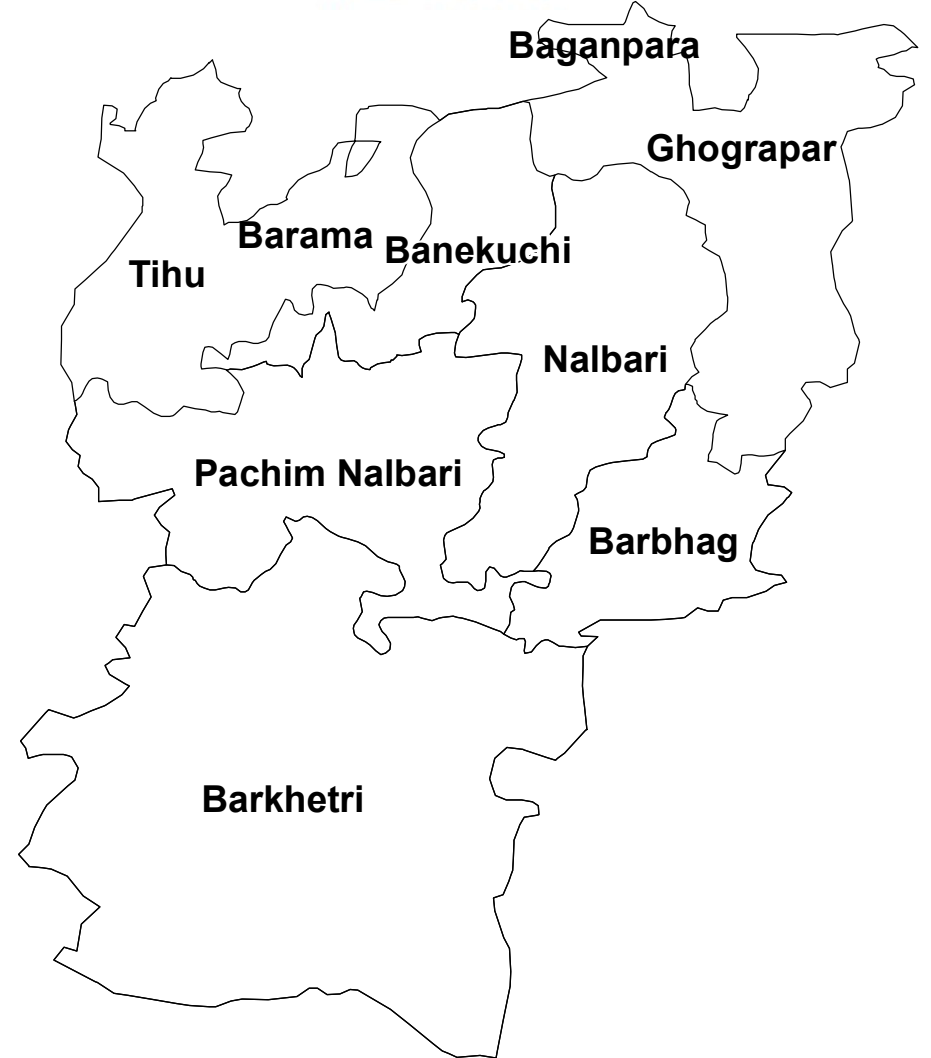 Baganpara
Ghograpar
Barama
Banekuchi
Tihu
Nalbari
Pachim Nalbari
Barbhag
Barkhetri